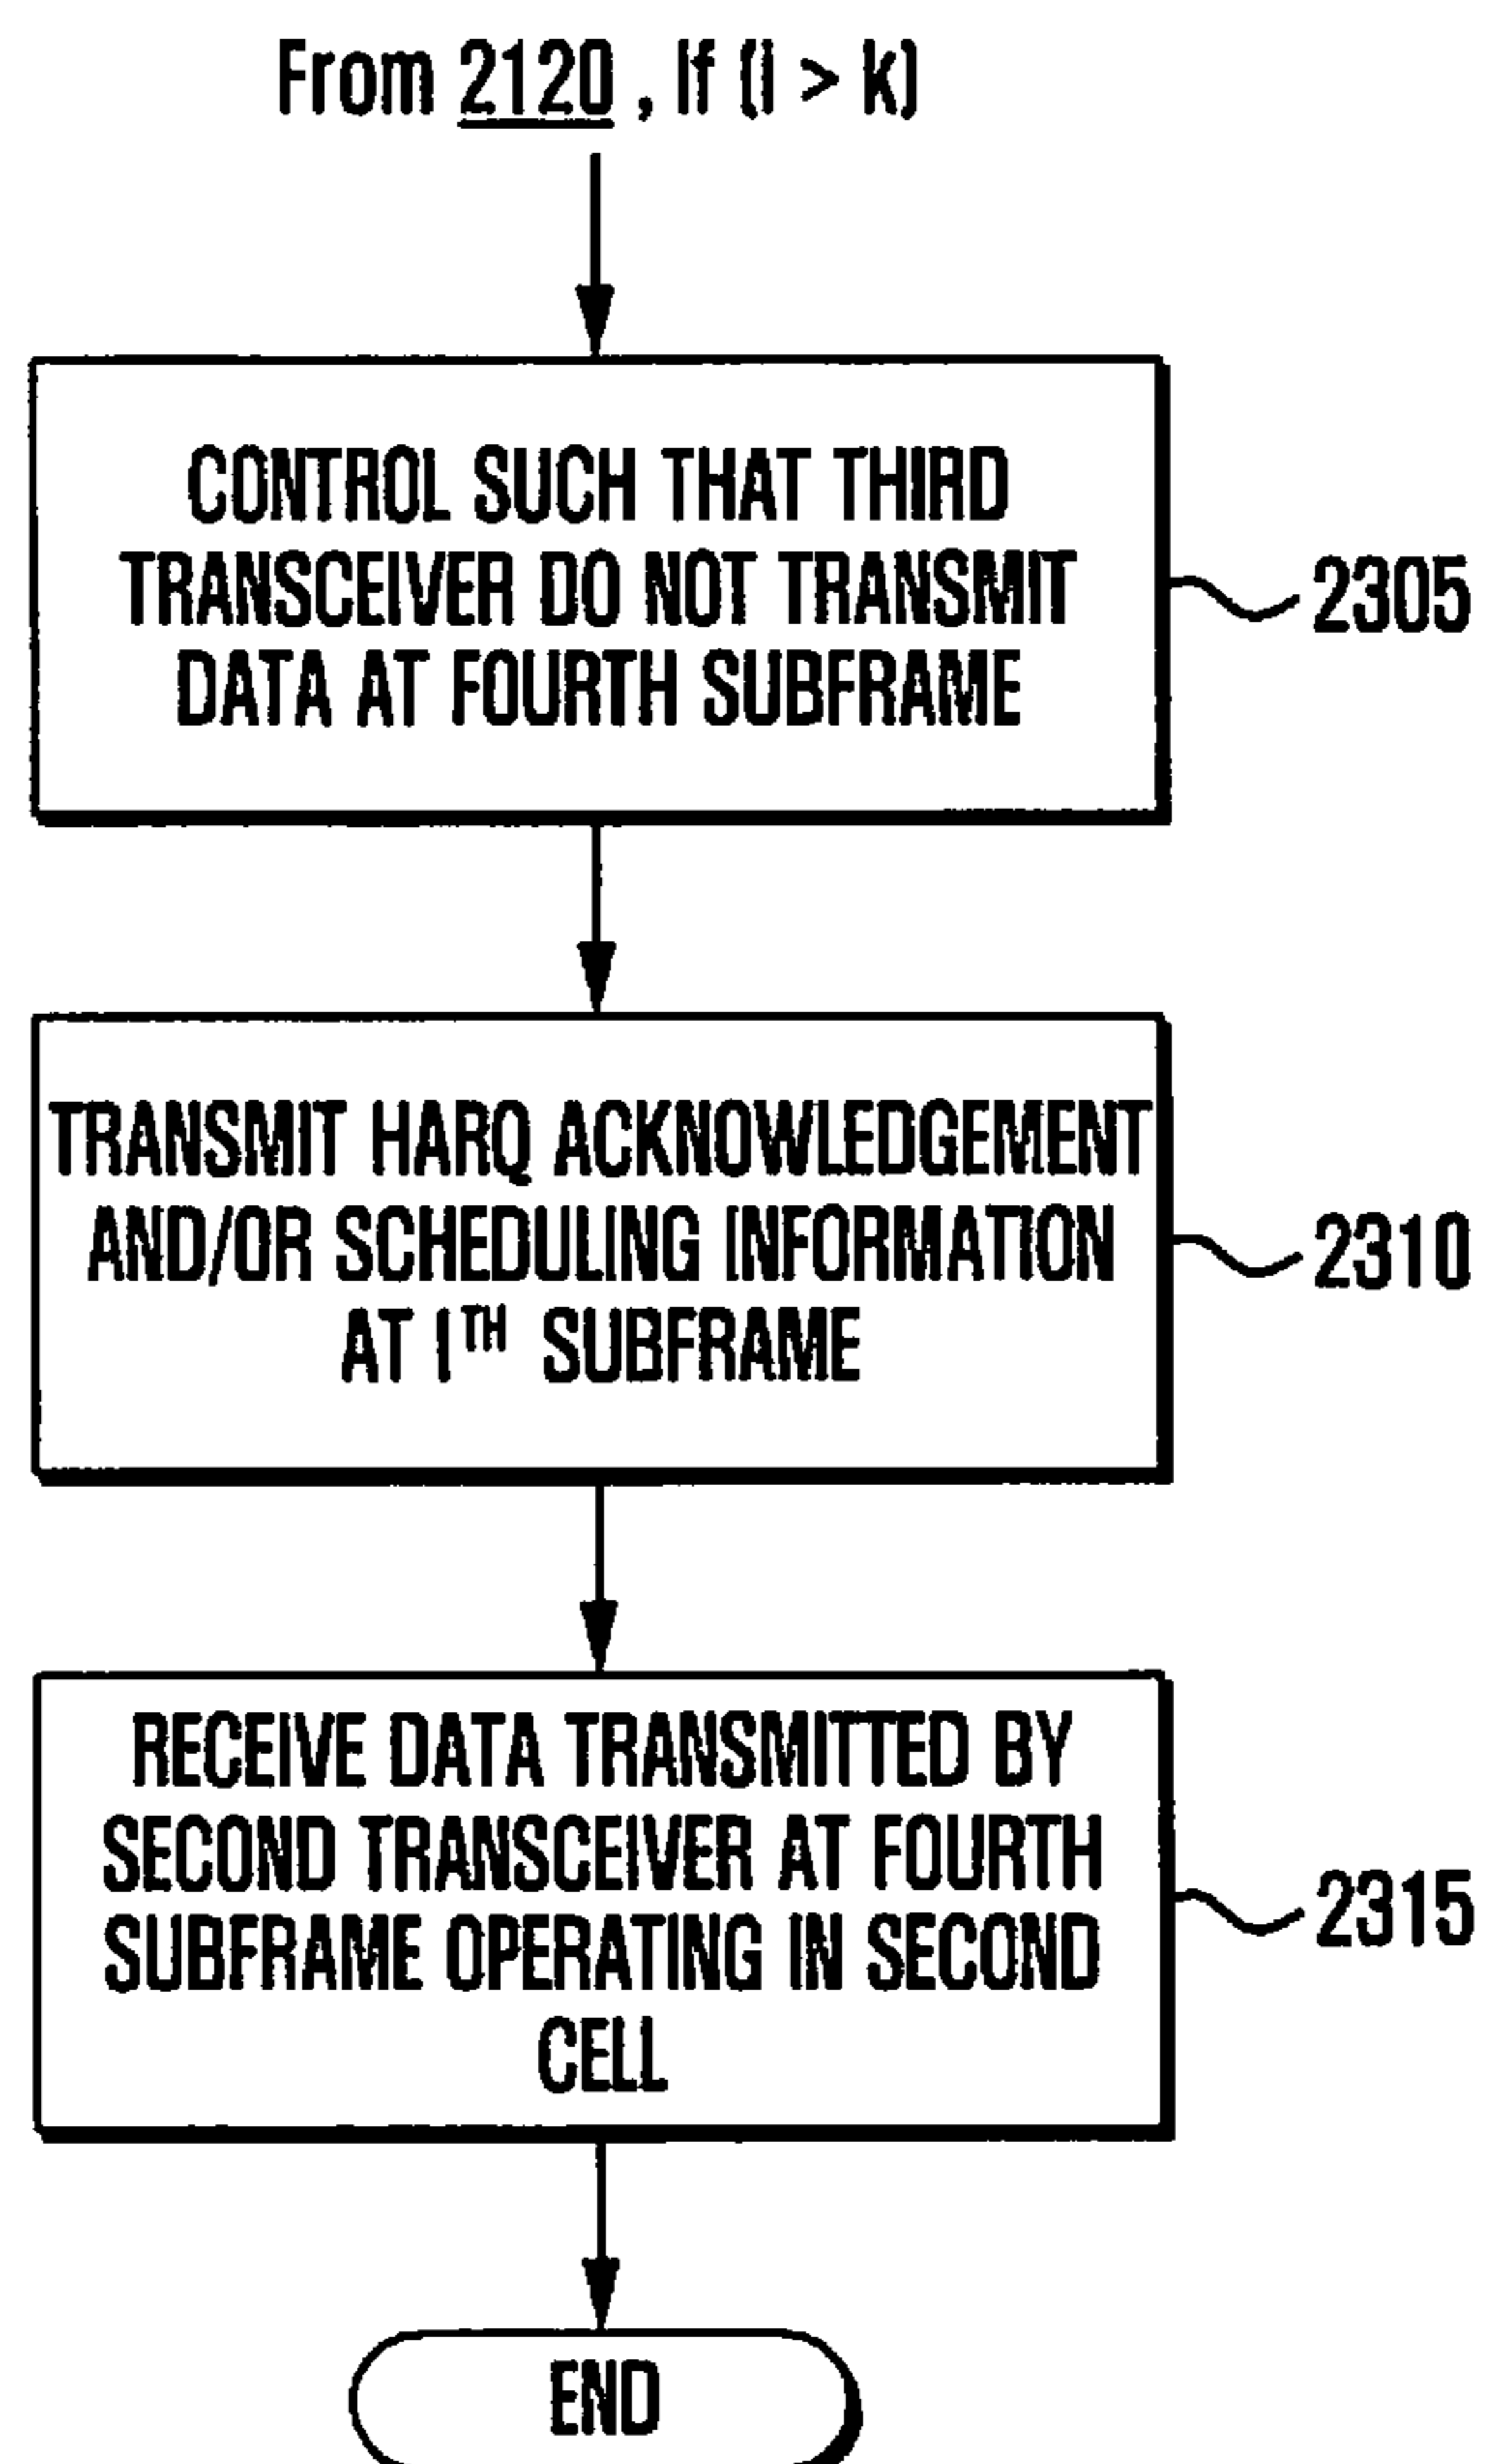 From 2120 , If (l > k)
CONTROL SUCH THAT THIRD
TRANSCEIVER DO NOT TRANSMIT
DATA AT FOURTH SUBFRAME
2305
TRANSMIT HARQ ACKNOWLEDGEMENT
AND/OR SCHEDULING INFORMATION
AT lTH SUBFRAME
2310
RECEIVE DATA TRANSMITTED BY
SECOND TRANSCEIVER AT FOURTH
SUBFRAME OPERATING IN SECOND
CELL
2315
END